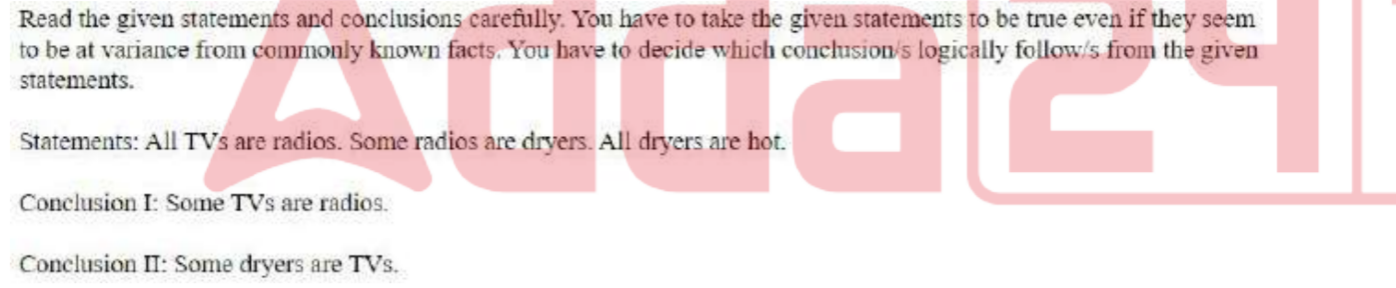 Read the given statements and conclusions carefully. You have to take the given statements to be true even if they seem
to be at variance from commonly known facts. You have to decide which conclusion/s logically follow/s from the given
statements.
Statements: All TVs are radios. Some radios are dryers. All dryers are hot.
Conclusion I: Some TVs are radios.
Conclusion II: Some dryers are TVs.
Adda24